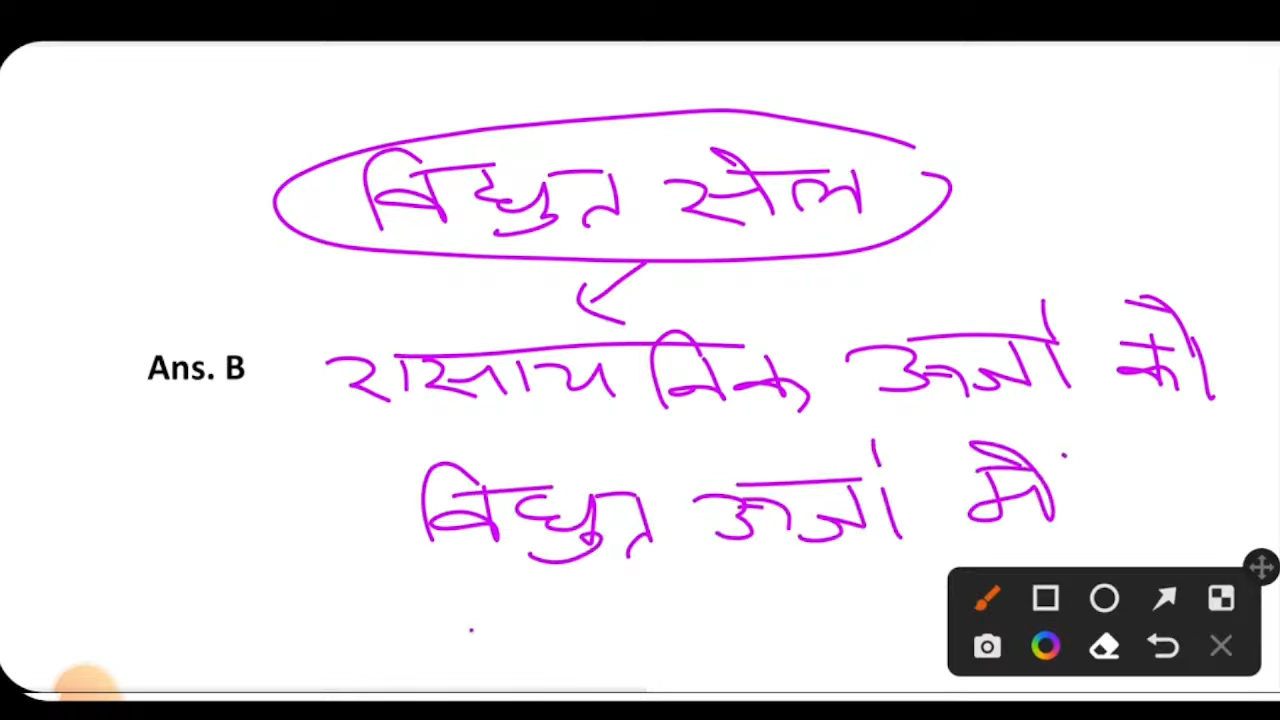 विद्युत सेल
Ans. B
रासायनिक ऊर्जा को
विद्युत ऊर्जा में